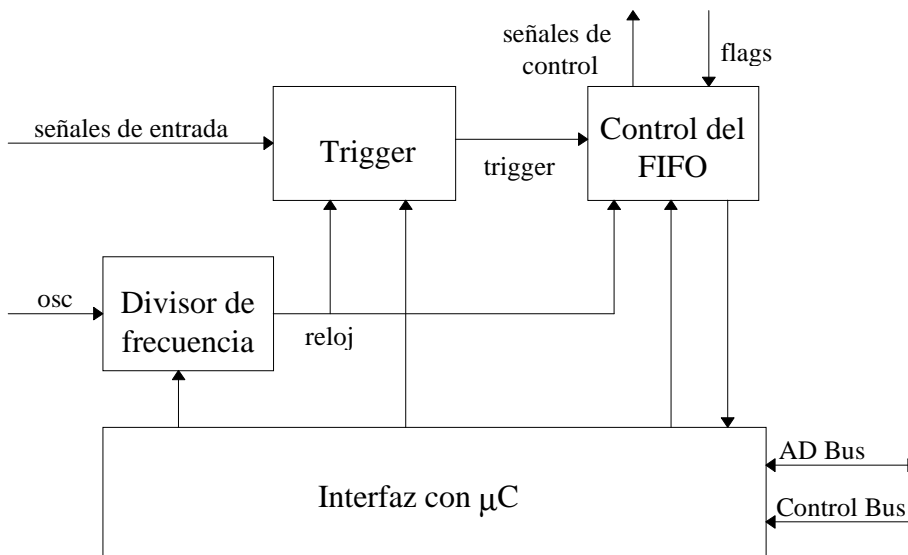 señales de
control
flags
señales de entrada
Trigger
trigger
Control del
FIFO
osc
Divisor de
frecuencia
reloj
AD Bus
Interfaz con μC
Control Bus